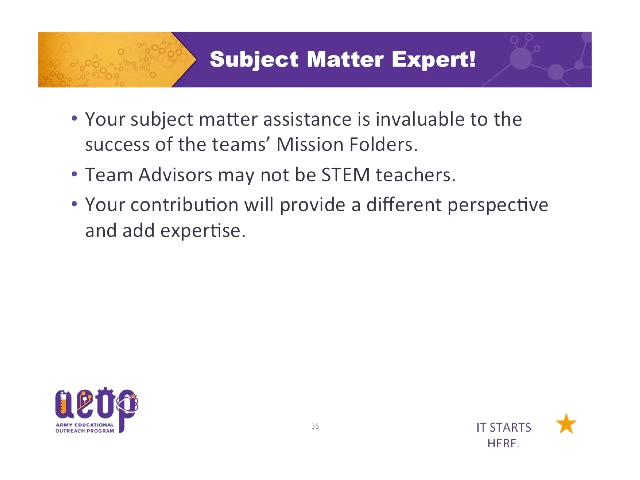 Subject Matter Expert!
• Your subject matter assistance is invaluable to the
success of the teams' Mission Folders.
• Team Advisors may not be STEM teachers.
• Your contribution will provide a different perspective
and add expertise.
aeop
ARMY EDUCATIONAL
OUTREACH PROGRAM
35
IT STARTS
HERE.